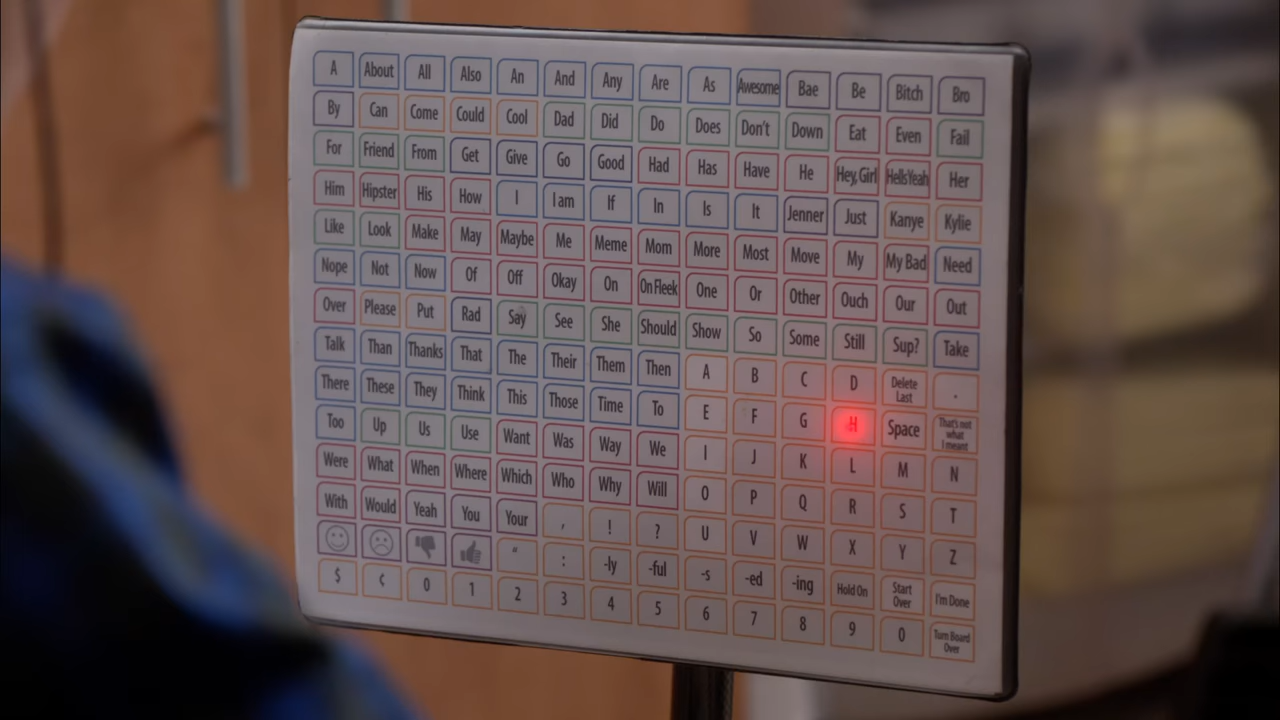 A About All Also An And Any Are As Awesome Bae Be Bitch Bro
By Can Come Could Cool Dad Did Do Does Don't Down Eat Even Fail
For Friend From Get Give Go Good Had Has Have He Hey, Girl Hells Yeah Her
Him Hipster His How I I am If In Is It Jenner Just Kanye Kylie
Like Look Make May Maybe Me Meme Mom More Most Move My My Bad Need
Nope Not Now Of Off Okay On On Fleek One Or Other Ouch Our Out
Over Please Put Rad Say See She Should Show So Some Still Sup? Take
Talk Than Thanks That The Their Them Then A B C D Delete Last .
There These They Think This Those Time To E F G H Space That's not what I meant
Too Up Us Use Want Was Way We I J K L M N
Were What When Where Which Who Why Will O P Q R S T
With Would Yeah You Your , ! ? U V W X Y Z
" : -ly -ful -s -ed -ing Hold On Start Over I'm Done
$ ¢ 0 1 2 3 4 5 6 7 8 9 0 Turn Board Over